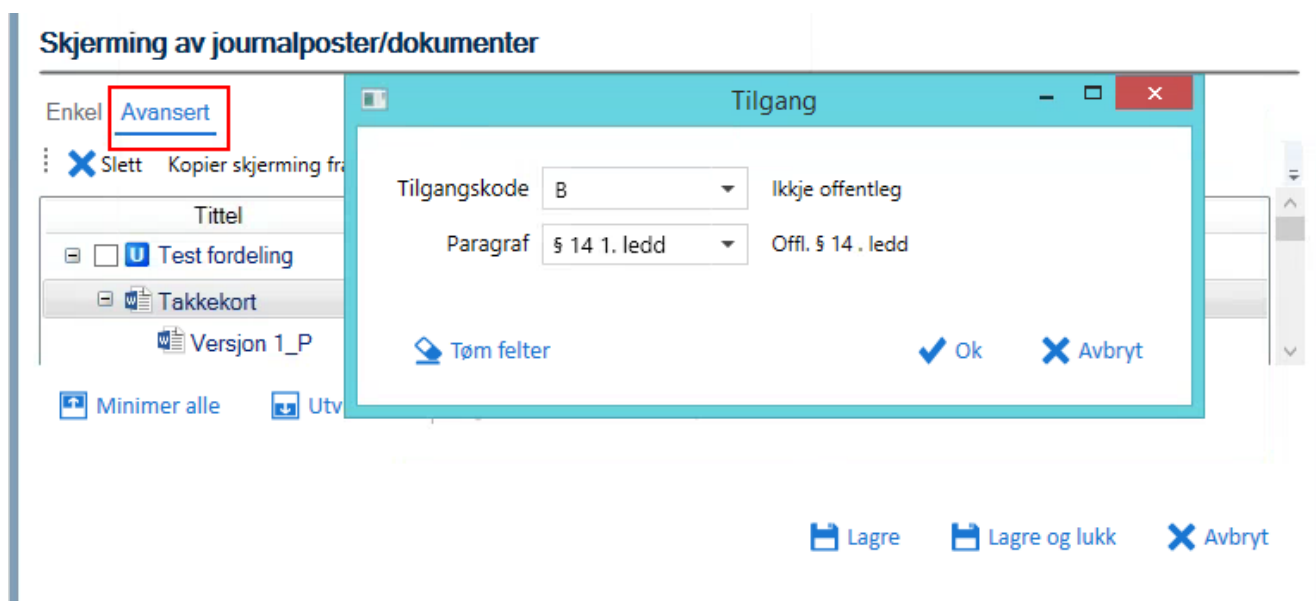 Skjerming av journalposter/dokumenter
Enkel Avansert
Slett Kopier skjerming fra
Tittel
U Test fordeling
Takkekort
Versjon 1_P
Minimer alle Utv
Tilgang
Tilgangskode B Ikkje offentleg
Paragraf § 14 1. ledd Offl. § 14 . ledd
Tøm felter Ok Avbryt
Lagre Lagre og lukk Avbryt